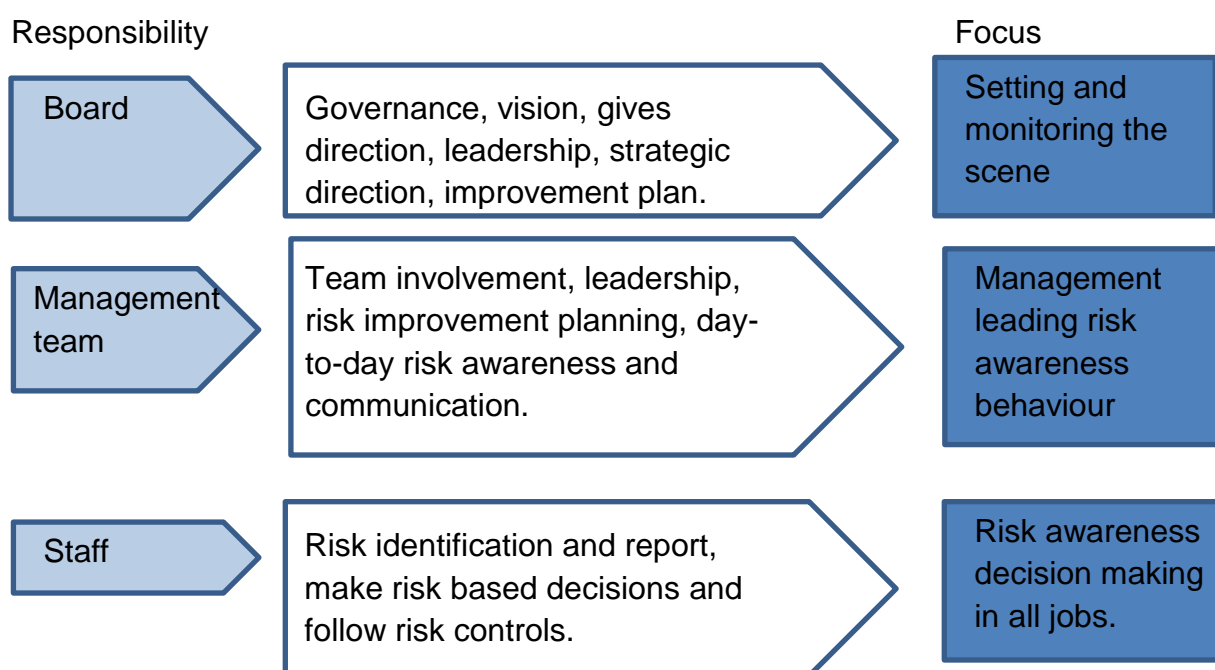 Responsibility
Focus
Board
Governance, vision, gives
direction, leadership, strategic
direction, improvement plan.
Setting and
monitoring the
scene
Management
team
Team involvement, leadership,
risk improvement planning, day-
to-day risk awareness and
communication.
Management
leading risk
awareness
behaviour
Staff
Risk identification and report,
make risk based decisions and
follow risk controls.
Risk awareness
decision making
in all jobs.